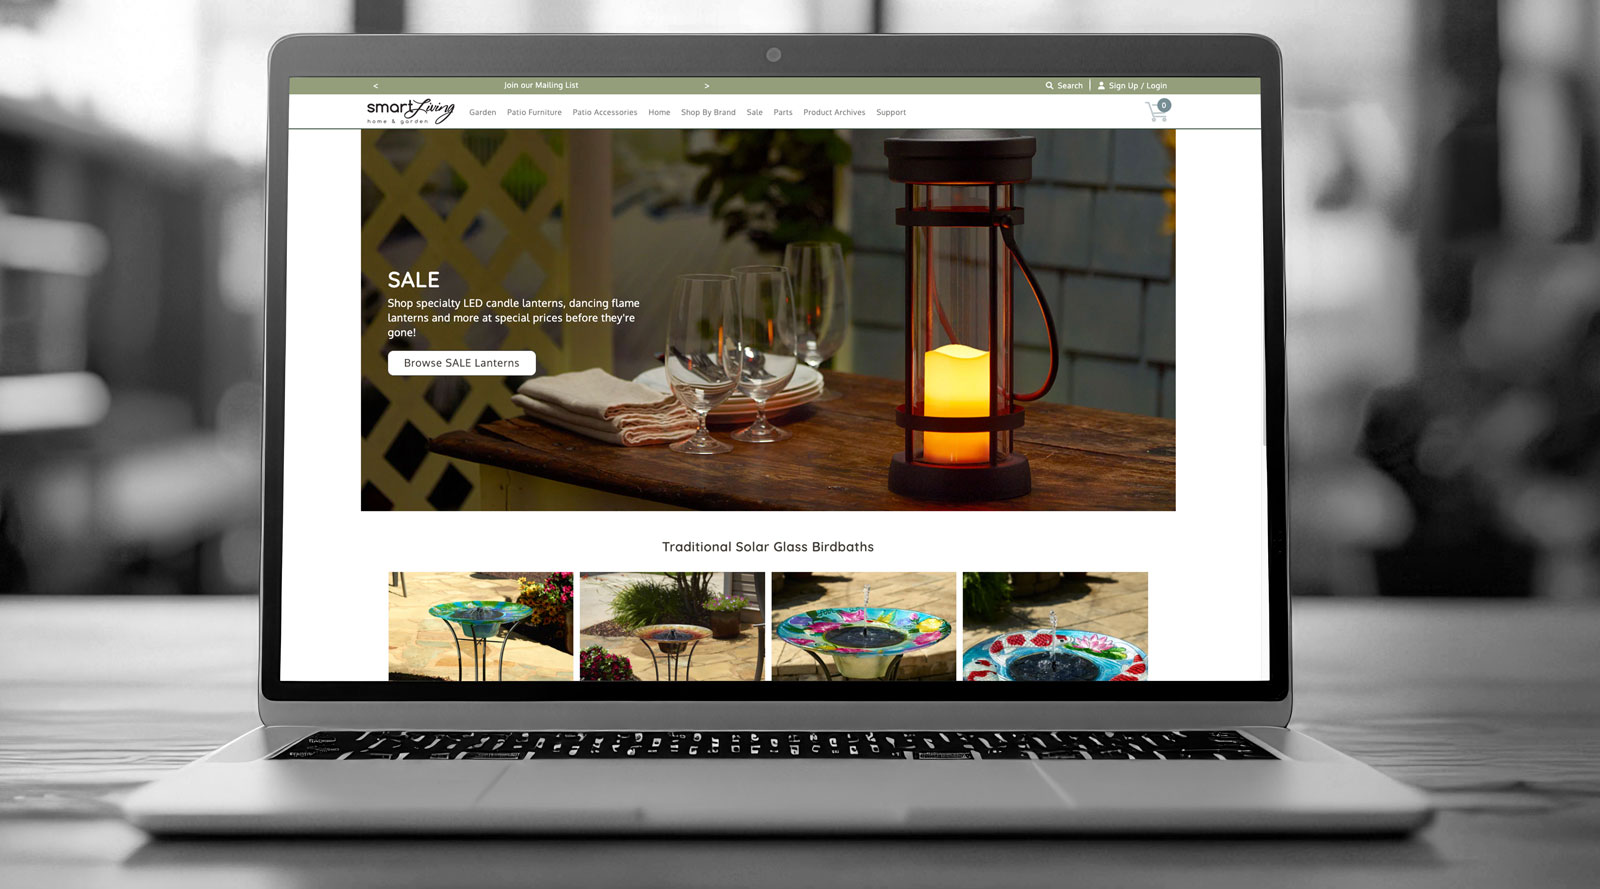 <
Join our Mailing List
>
Search
Sign Up / Login
smart Living
home & garden
Garden
Patio Furniture
Patio Accessories
Home
Shop By Brand
Sale
Parts
Product Archives
Support
0
SALE
Shop specialty LED candle lanterns, dancing flame
lanterns and more at special prices before they're
gone!
Browse SALE Lanterns
Traditional Solar Glass Birdbaths